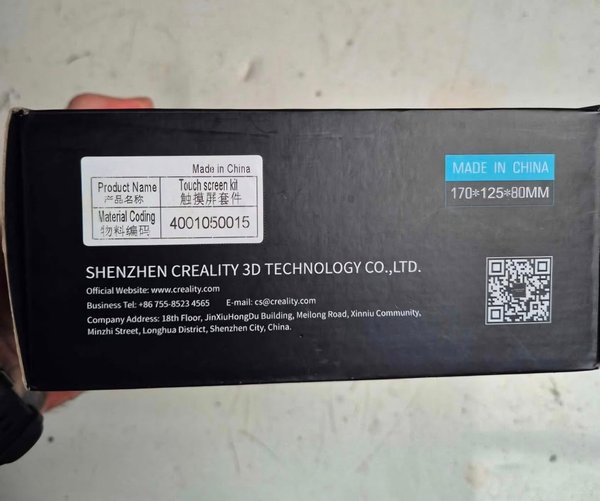 Made in China
Product Name Touch screen kit
产品名称 触摸屏套件
Material Coding 4001050015
物料编码
MADE IN CHINA
170*125*80MM
SHENZHEN CREALITY 3D TECHNOLOGY CO.,LTD.
Official Website: www.creality.com
Business Tel: +86 755-8523 4565 E-mail: cs@creality.com
Company Address: 18th Floor, JinXiuHongDu Building, Meilong Road, Xinniu Community,
Minzhi Street, Longhua District, Shenzhen City, China.